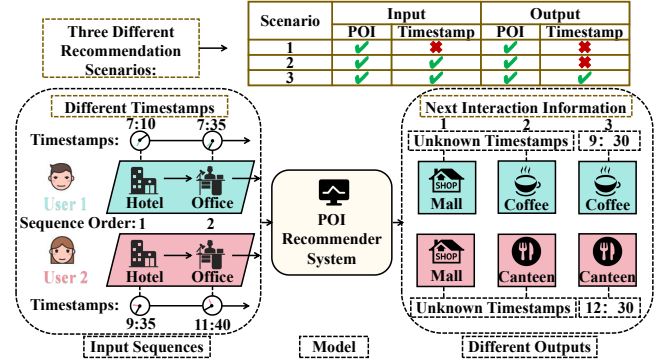 Three Different
Recommendation
Scenarios:
Scenario Input Output
POI Timestamp POI Timestamp
1
2
3
Different Timestamps
7:10 7:35
Timestamps:
User 1
Hotel Office
Sequence Order: 1 2
User 2
Hotel Office
Timestamps:
9:35 11:40
Input Sequences
POI
Recommender
System
Model
Next Interaction Information
1 2 3
Unknown Timestamps 9: 30
SHOP
Mall Coffee Coffee
SHOP
Mall Canteen Canteen
Unknown Timestamps 12: 30
Different Outputs